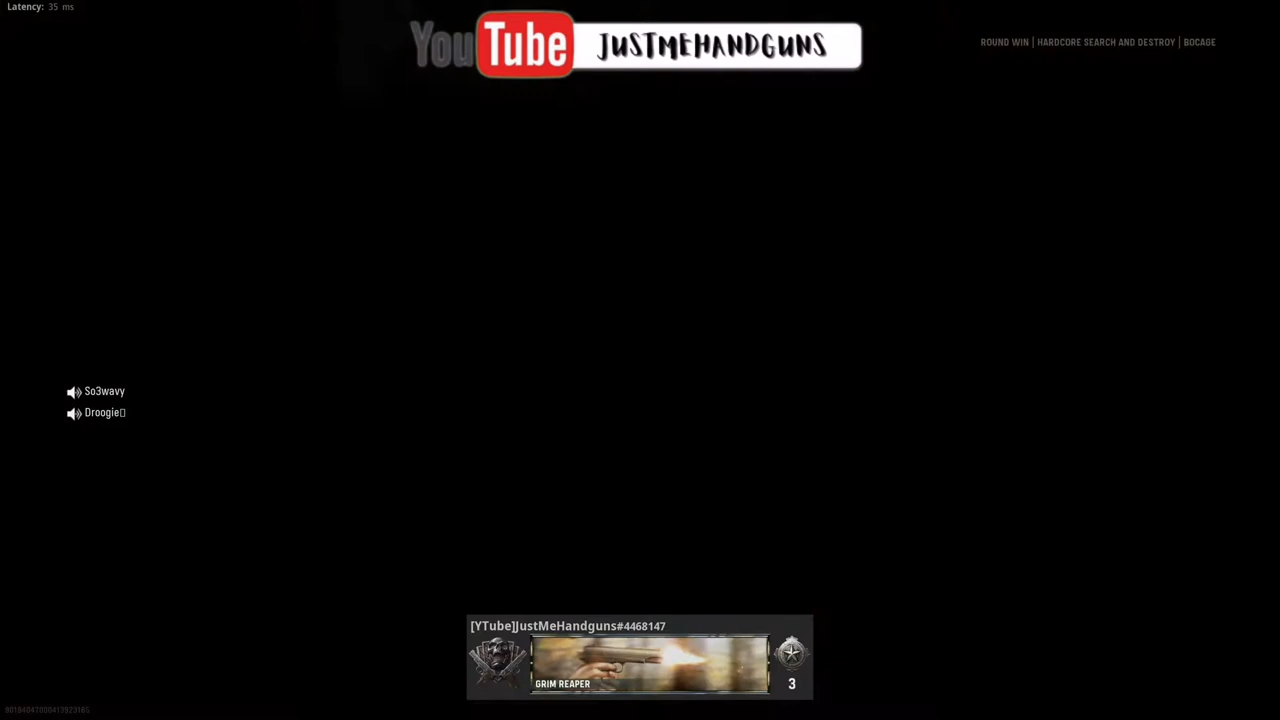 Latency: 35 ms
YouTube JUSTMEHANDGUNS
ROUND WIN | HARDCORE SEARCH AND DESTROY | BOCAGE
So3wavy
Droogie
[YTube]JustMeHandguns#4468147
GRIM REAPER
3